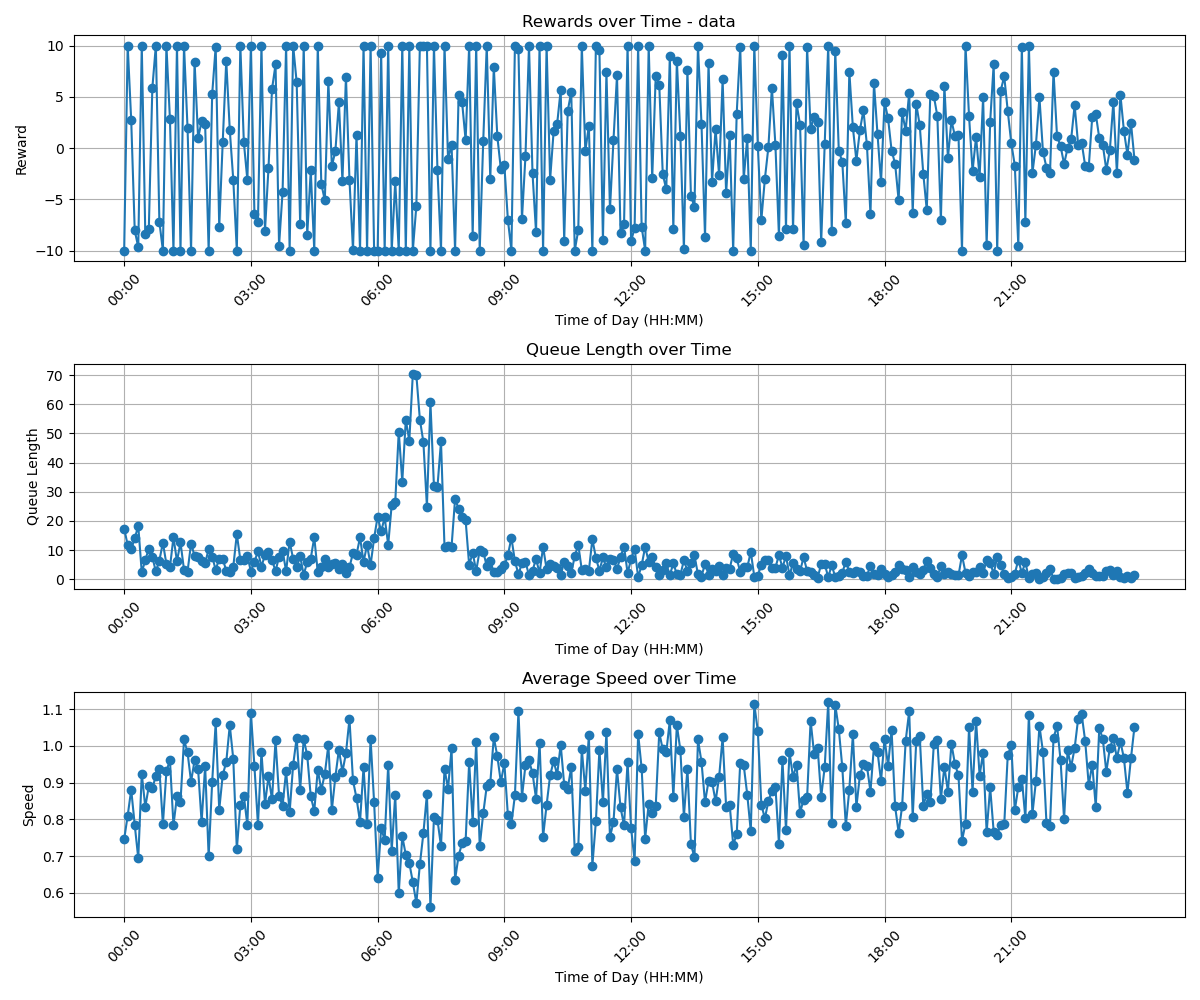 Rewards over Time - data
Reward
10
5
0
−5
−10
00:00 03:00 06:00 09:00 12:00 15:00 18:00 21:00
Time of Day (HH:MM)
Queue Length over Time
Queue Length
70
60
50
40
30
20
10
0
00:00 03:00 06:00 09:00 12:00 15:00 18:00 21:00
Time of Day (HH:MM)
Average Speed over Time
Speed
1.1
1.0
0.9
0.8
0.7
0.6
00:00 03:00 06:00 09:00 12:00 15:00 18:00 21:00
Time of Day (HH:MM)